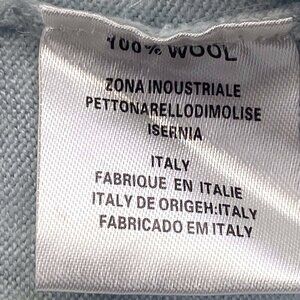 100% WOOL
ZONA INOUSTRIALE
PETTONARELLODIMOLISE
ISERNIA
ITALY
FABRIQUE EN ITALIE
ITALY DE ORIGEH:ITALY
FABRICADO EM ITALY